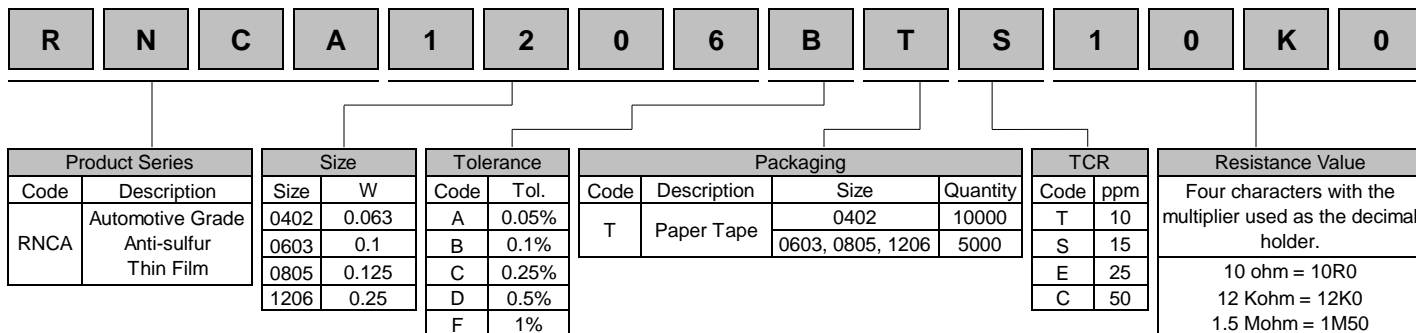 R N C A 1 2 0 6 B T S 1 0 K 0
Product Series
Code Description
RNCA Automotive Grade Anti-sulfur Thin Film
Size
Size W
0402 0.063
0603 0.1
0805 0.125
1206 0.25
Tolerance
Code Tol.
A 0.05%
B 0.1%
C 0.25%
D 0.5%
F 1%
Packaging
Code Description Size Quantity
T Paper Tape 0402 10000
0603, 0805, 1206 5000
TCR
Code ppm
T 10
S 15
E 25
C 50
Resistance Value
Four characters with the
multiplier used as the decimal
holder.
10 ohm = 10R0
12 Kohm = 12K0
1.5 Mohm = 1M50